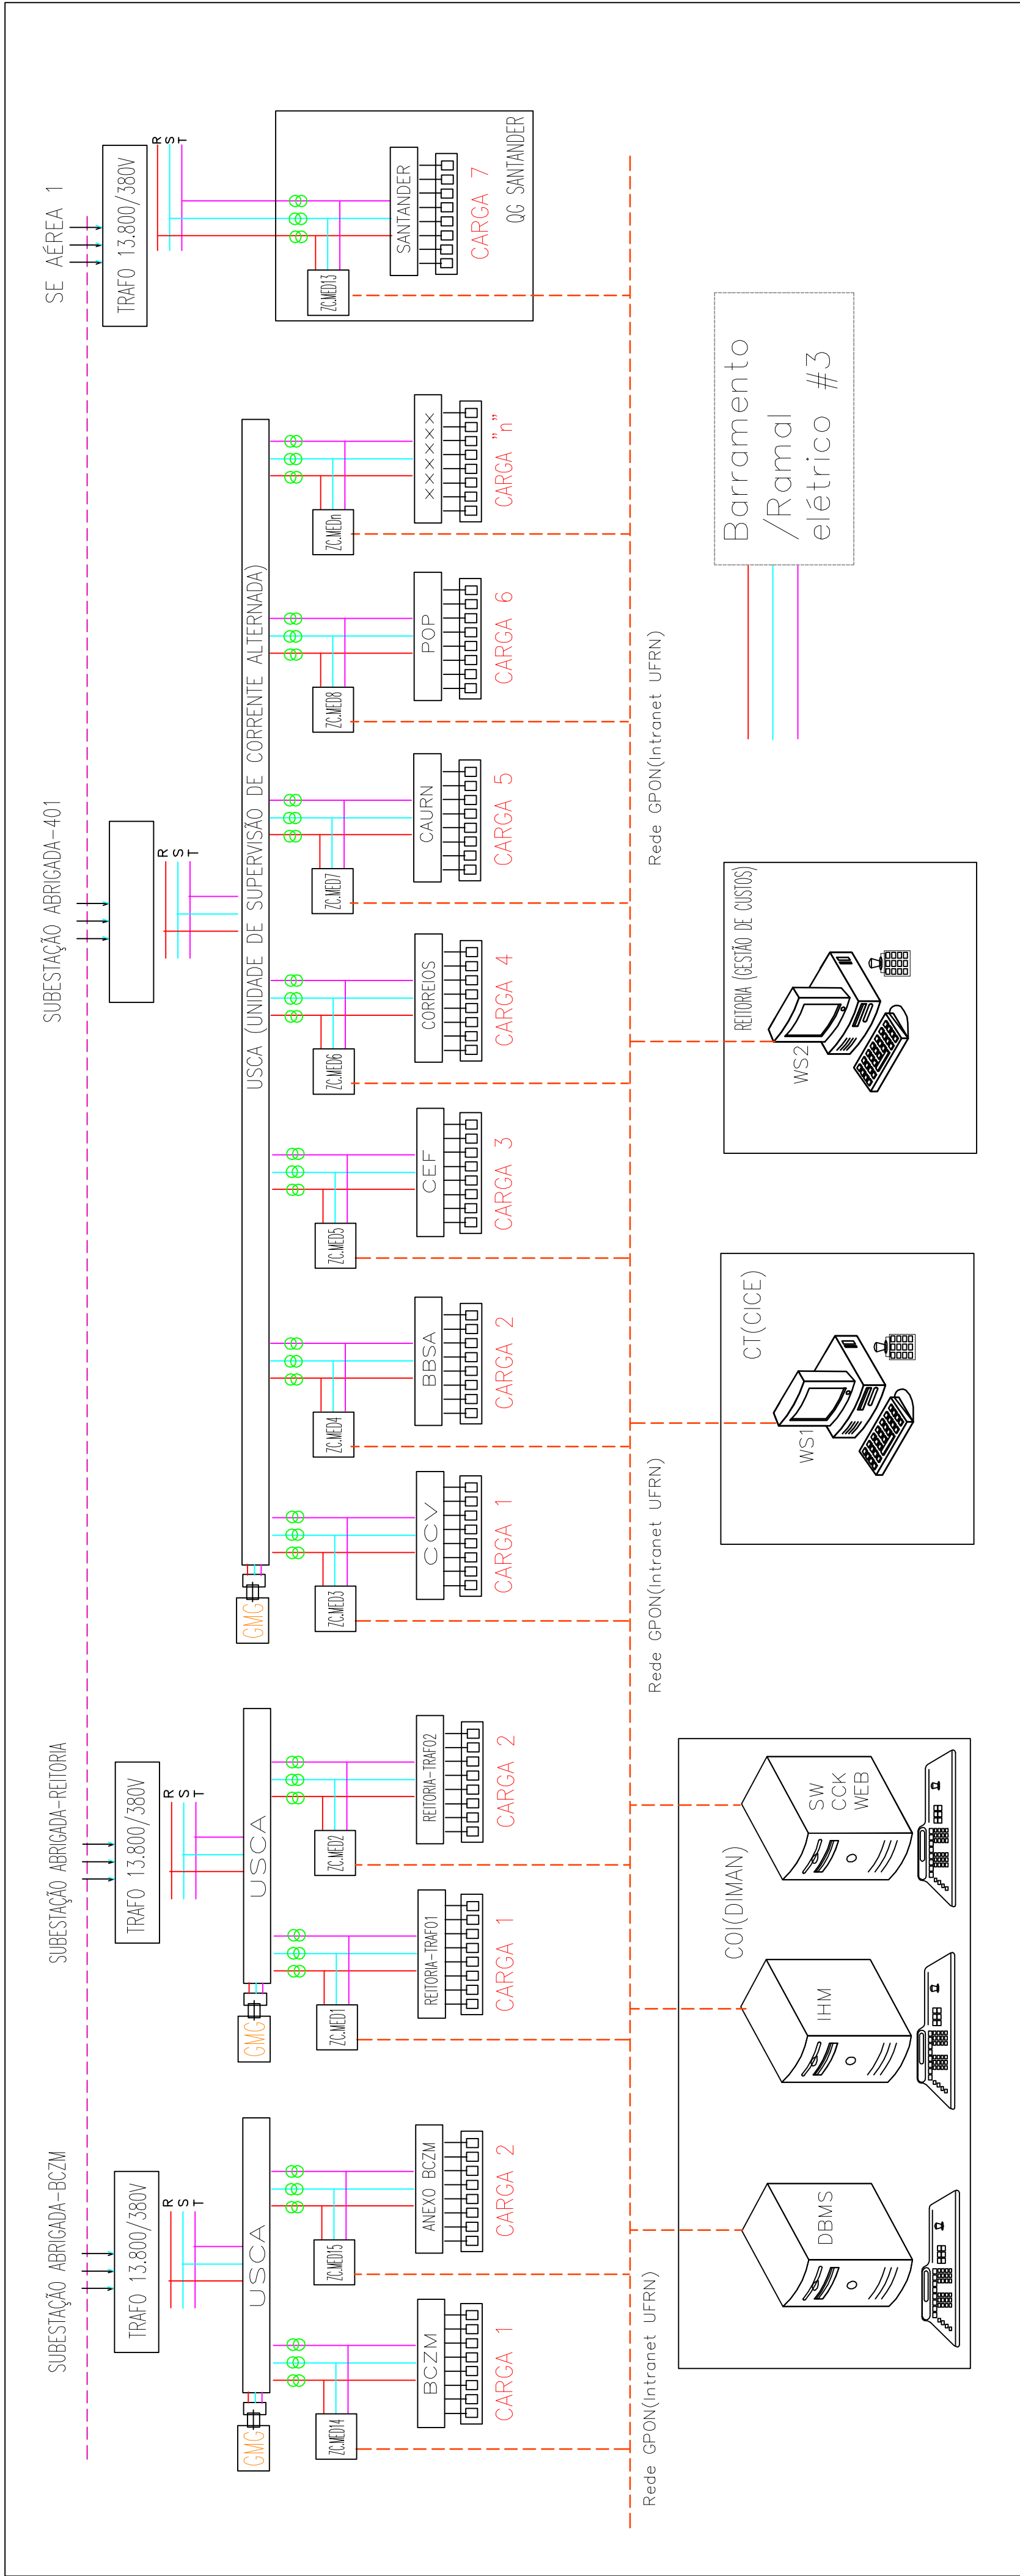 SUBESTAÇÃO ABRIGADA-BCZM
TRAFO 13.800/380V
R
S
T
USCA
GMG
ZC.MED14
BCZM
CARGA 1
ZC.MED15
ANEXO BCZM
CARGA 2
SUBESTAÇÃO ABRIGADA-REITORIA
TRAFO 13.800/380V
R
S
T
USCA
GMG
ZC.MED1
REITORIA-TRAF01
CARGA 1
ZC.MED2
REITORIA-TRAF02
CARGA 2
SUBESTAÇÃO ABRIGADA-401
R
S
T
USCA (UNIDADE DE SUPERVISÃO DE CORRENTE ALTERNADA)
GMG
ZC.MED3
CCV
CARGA 1
ZC.MED4
BBSA
CARGA 2
ZC.MED5
CEF
CARGA 3
ZC.MED6
CORREIOS
CARGA 4
ZC.MED7
CAURN
CARGA 5
ZC.MED8
POP
CARGA 6
ZC.MEDn
XXXXXX
CARGA "n"
SE AÉREA 1
TRAFO 13.800/380V
R
S
T
ZC.MED13
SANTANDER
CARGA 7
QG SANTANDER
Rede GPON(Intranet UFRN)
Rede GPON(Intranet UFRN)
Rede GPON(Intranet UFRN)
COI(DIMAN)
DBMS
IHM
SW
CCK
WEB
CT(CICE)
WS1
REITORIA (GESTÃO DE CUSTOS)
WS2
Barramento
/Ramal
elétrico #3